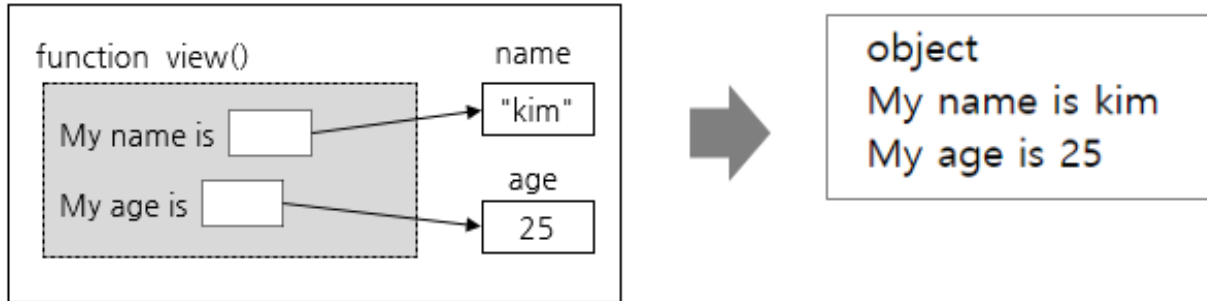 function view()
My name is
My age is
name
"kim"
age
25
object
My name is kim
My age is 25